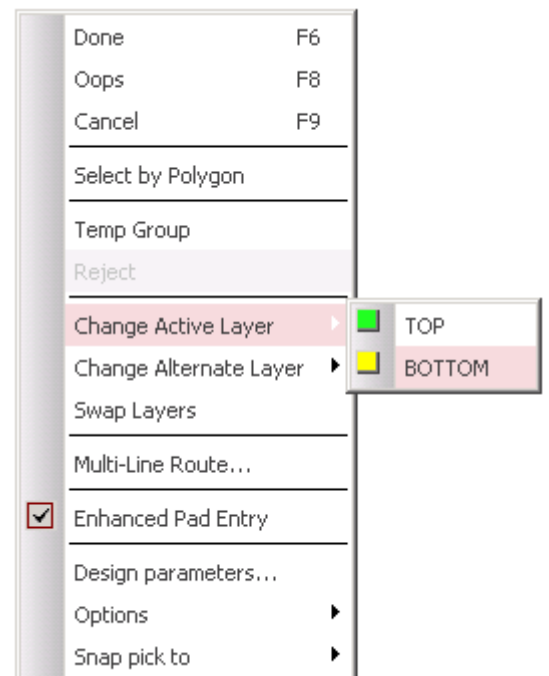 Done F6
Oops F8
Cancel F9
Select by Polygon
Temp Group
Reject
Change Active Layer
TOP
Change Alternate Layer
BOTTOM
Swap Layers
Multi-Line Route...
Enhanced Pad Entry
Design parameters...
Options
Snap pick to